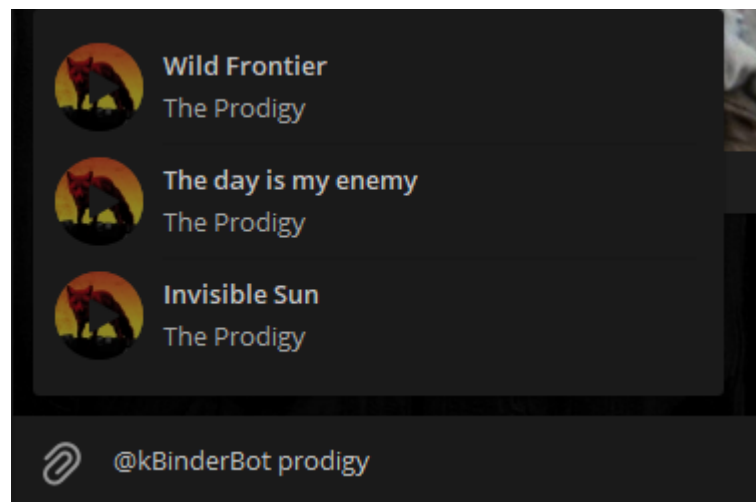 Wild Frontier
The Prodigy
The day is my enemy
The Prodigy
Invisible Sun
The Prodigy
@kBinderBot prodigy